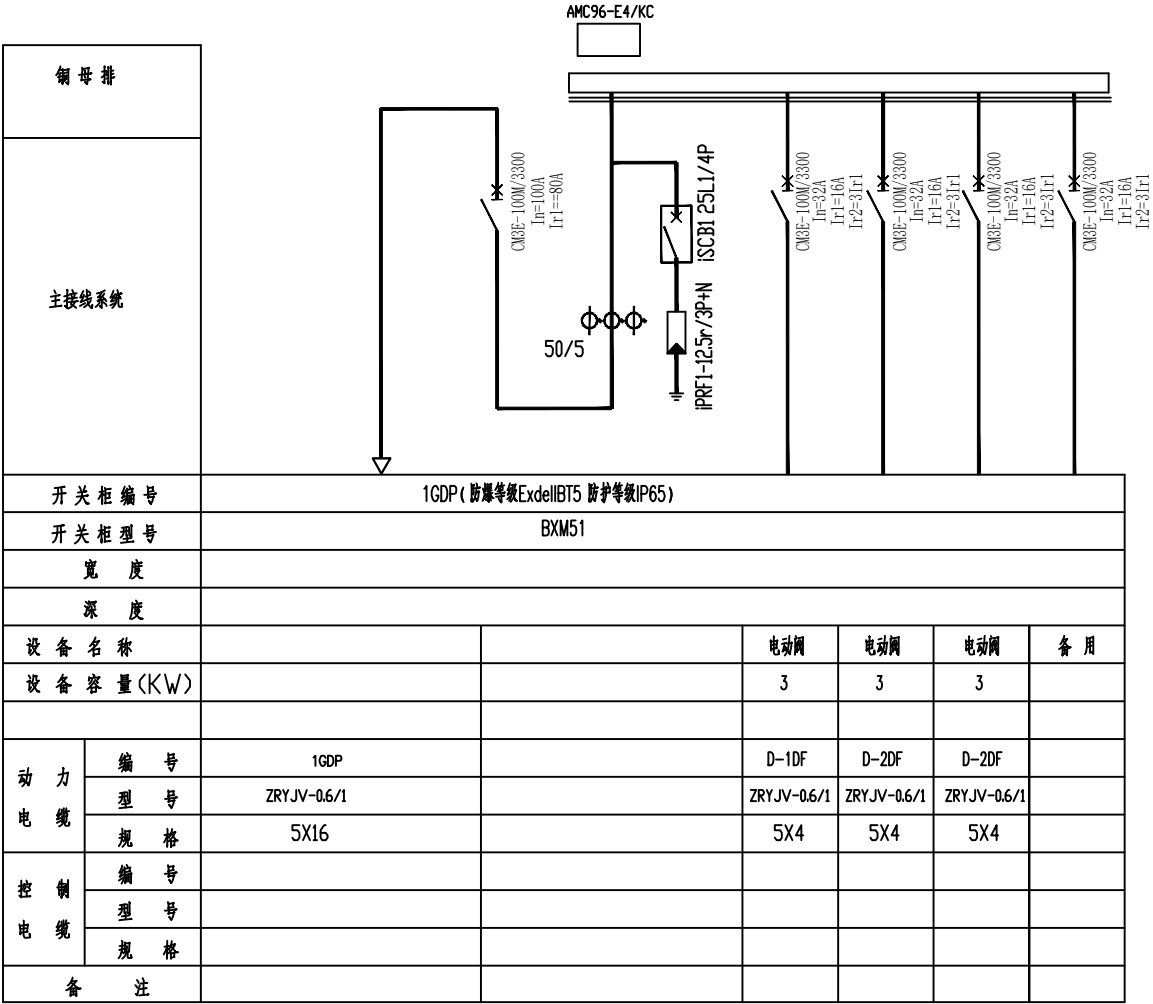 AMC96-E4/KC
铜母排
主接线系统
CM3E-100M/3300
In=100A
Ir1==80A
50/5
iSCB1 25L1/4P
iPRF1-12.5r/3P+N
CM3E-100M/3300
In=32A
Ir1=16A
Ir2=3Ir1
CM3E-100M/3300
In=32A
Ir1=16A
Ir2=3Ir1
CM3E-100M/3300
In=32A
Ir1=16A
Ir2=3Ir1
CM3E-100M/3300
In=32A
Ir1=16A
Ir2=3Ir1
开关柜编号 1GDP(防爆等级ExdeIIBT5 防护等级IP65)
开关柜型号 BXM51
宽度
深度
设备名称 电动阀 电动阀 电动阀 备用
设备容量(KW) 3 3 3
动力电缆
编号 1GDP D-1DF D-2DF D-2DF
型号 ZRYJV-0.6/1 ZRYJV-0.6/1 ZRYJV-0.6/1 ZRYJV-0.6/1
规格 5X16 5X4 5X4 5X4
控制电缆
编号
型号
规格
备注